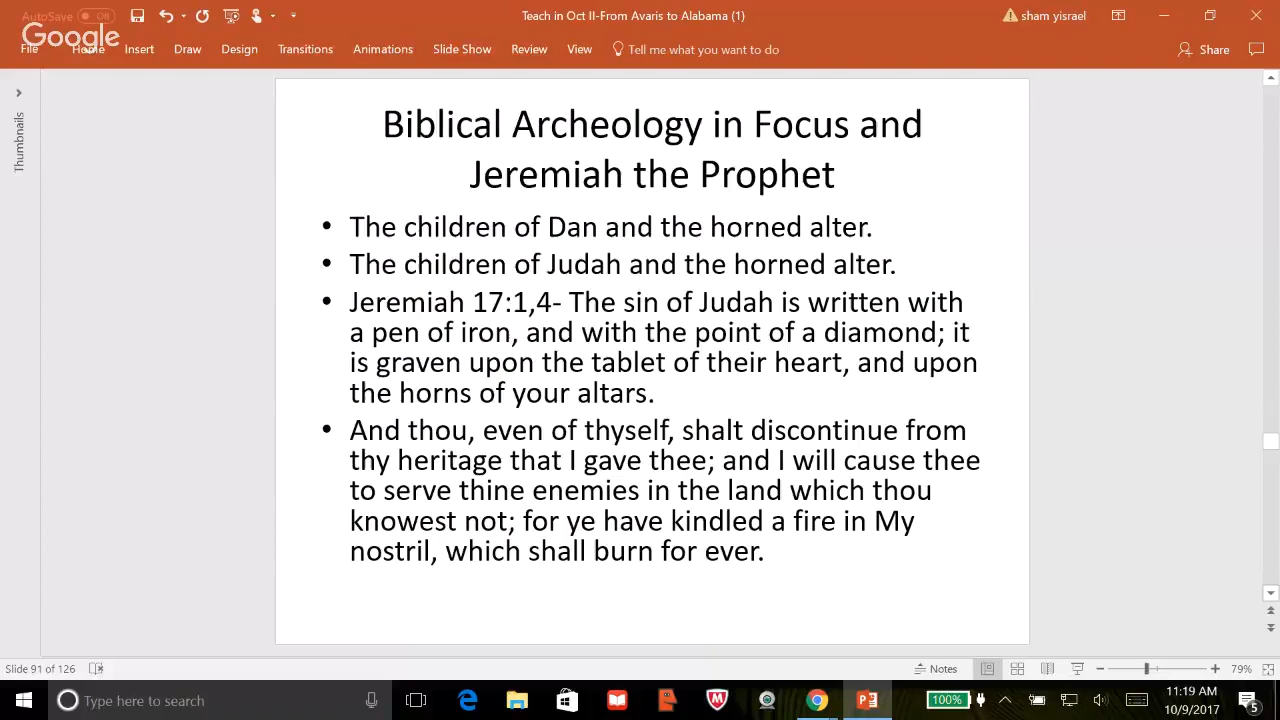 AutoSave Off
Teach in Oct II-From Avaris to Alabama (1)
sham yisrael
Google
File Home Insert Draw Design Transitions Animations Slide Show Review View Tell me what you want to do Share
Thumbnails
Biblical Archeology in Focus and
Jeremiah the Prophet
• The children of Dan and the horned alter.
• The children of Judah and the horned alter.
• Jeremiah 17:1,4- The sin of Judah is written with
a pen of iron, and with the point of a diamond; it
is graven upon the tablet of their heart, and upon
the horns of your altars.
• And thou, even of thyself, shalt discontinue from
thy heritage that I gave thee; and I will cause thee
to serve thine enemies in the land which thou
knowest not; for ye have kindled a fire in My
nostril, which shall burn for ever.
Slide 91 of 126 Notes 79%
Type here to search 100% 11:19 AM
10/9/2017 5